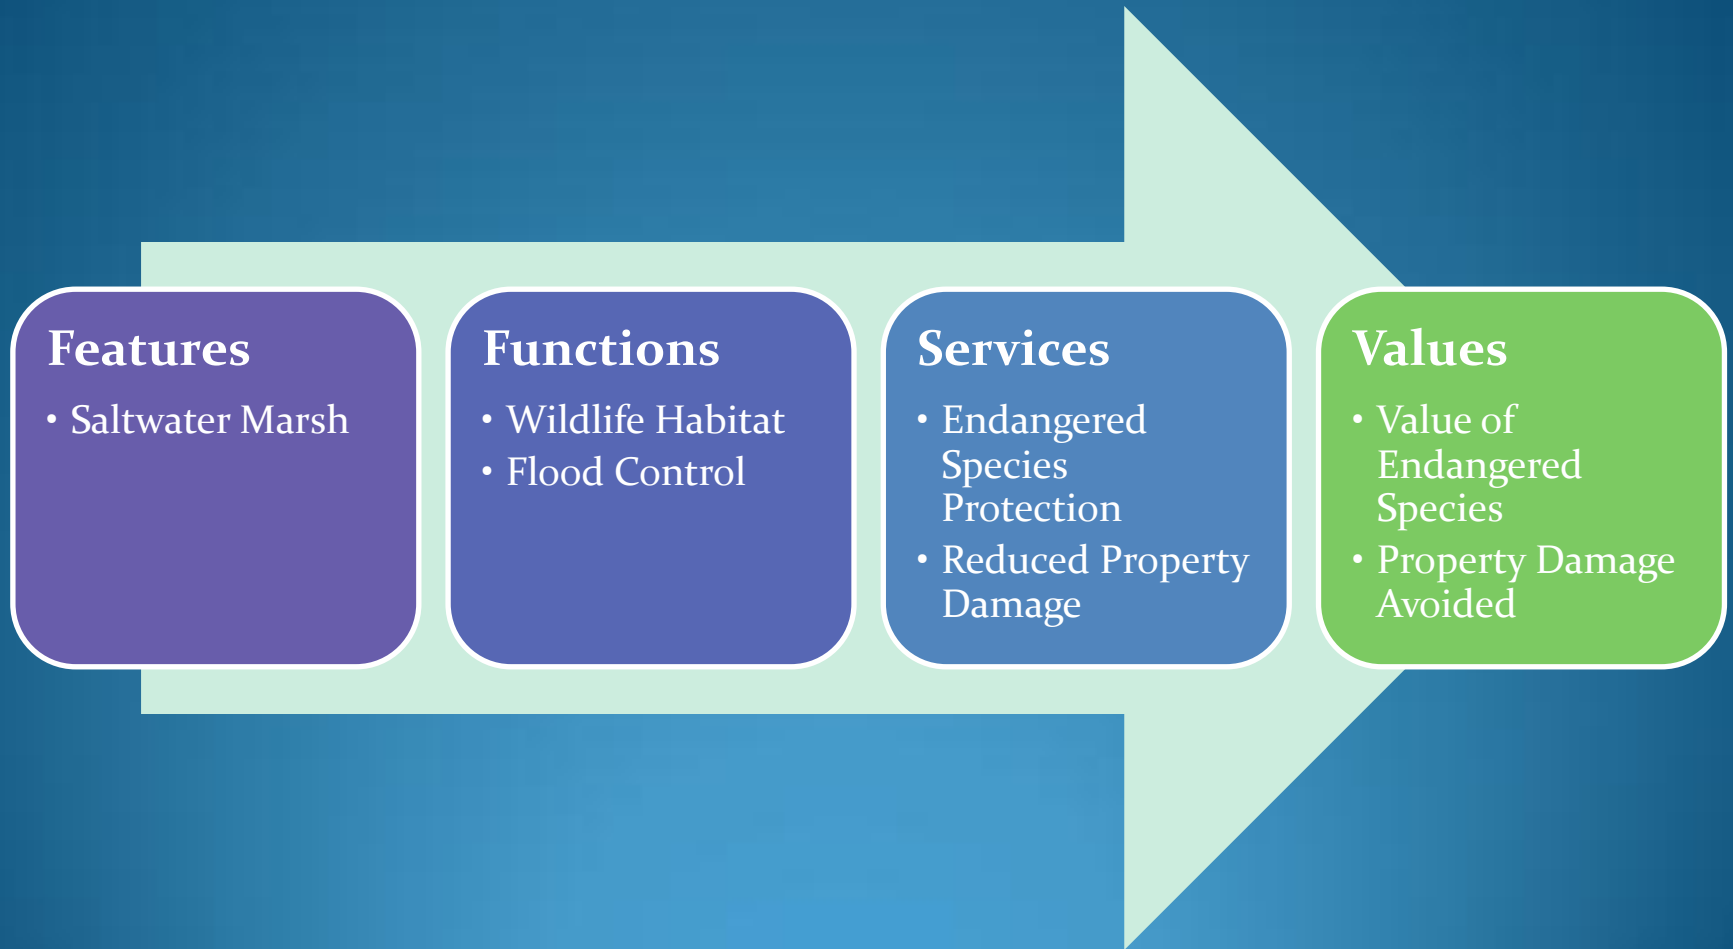 Features
• Saltwater Marsh
Functions
• Wildlife Habitat
• Flood Control
Services
• Endangered
Species
Protection
• Reduced Property
Damage
Values
• Value of
Endangered
Species
• Property Damage
Avoided